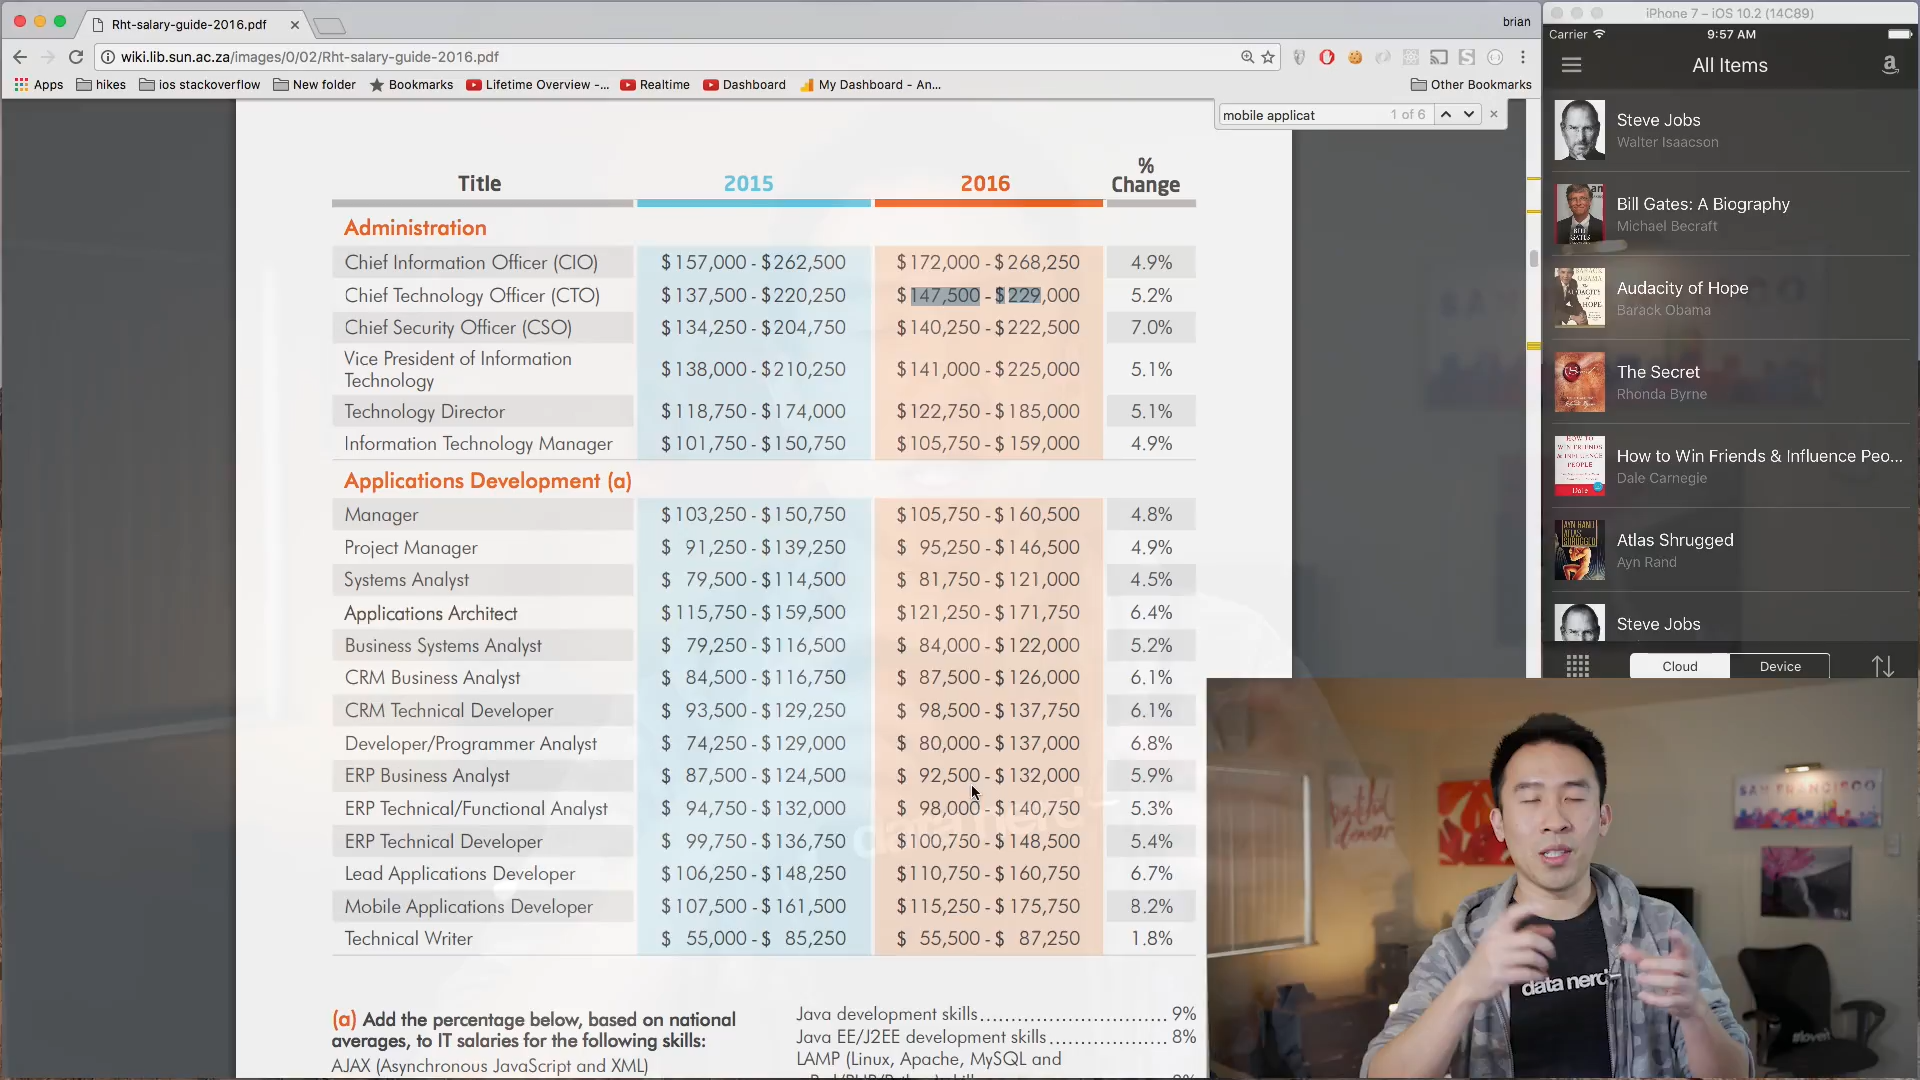 Rht-salary-guide-2016.pdf
brian
wiki.lib.sun.ac.za/images/0/02/Rht-salary-guide-2016.pdf
Apps hikes ios stackoverflow New folder Bookmarks Lifetime Overview -... Realtime Dashboard My Dashboard - An... Other Bookmarks
mobile applicat 1 of 6
Title 2015 2016 % Change
Administration
Chief Information Officer (CIO) $157,000 - $262,500 $172,000 - $268,250 4.9%
Chief Technology Officer (CTO) $137,500 - $220,250 $147,500 - $229,000 5.2%
Chief Security Officer (CSO) $134,250 - $204,750 $140,250 - $222,500 7.0%
Vice President of Information
Technology $138,000 - $210,250 $141,000 - $225,000 5.1%
Technology Director $118,750 - $174,000 $122,750 - $185,000 5.1%
Information Technology Manager $101,750 - $150,750 $105,750 - $159,000 4.9%
Applications Development (a)
Manager $103,250 - $150,750 $105,750 - $160,500 4.8%
Project Manager $ 91,250 - $139,250 $ 95,250 - $146,500 4.9%
Systems Analyst $ 79,500 - $114,500 $ 81,750 - $121,000 4.5%
Applications Architect $115,750 - $159,500 $121,250 - $171,750 6.4%
Business Systems Analyst $ 79,250 - $116,500 $ 84,000 - $122,000 5.2%
CRM Business Analyst $ 84,500 - $116,750 $ 87,500 - $126,000 6.1%
CRM Technical Developer $ 93,500 - $129,250 $ 98,500 - $137,750 6.1%
Developer/Programmer Analyst $ 74,250 - $129,000 $ 80,000 - $137,000 6.8%
ERP Business Analyst $ 87,500 - $124,500 $ 92,500 - $132,000 5.9%
ERP Technical/Functional Analyst $ 94,750 - $132,000 $ 98,000 - $140,750 5.3%
ERP Technical Developer $ 99,750 - $136,750 $100,750 - $148,500 5.4%
Lead Applications Developer $106,250 - $148,250 $110,750 - $160,750 6.7%
Mobile Applications Developer $107,500 - $161,500 $115,250 - $175,750 8.2%
Technical Writer $ 55,000 - $ 85,250 $ 55,500 - $ 87,250 1.8%
(a) Add the percentage below, based on national
averages, to IT salaries for the following skills:
AJAX (Asynchronous JavaScript and XML)
Java development skills 9%
Java EE/J2EE development skills 8%
LAMP (Linux, Apache, MySQL and
iPhone 7 – iOS 10.2 (14C89)
Carrier 9:57 AM
All Items
Steve Jobs
Walter Isaacson
Bill Gates: A Biography
Michael Becraft
Audacity of Hope
Barack Obama
The Secret
Rhonda Byrne
How to Win Friends & Influence Peo...
Dale Carnegie
Atlas Shrugged
Ayn Rand
Steve Jobs
Cloud Device
SAN FRANCISCO
data nerd